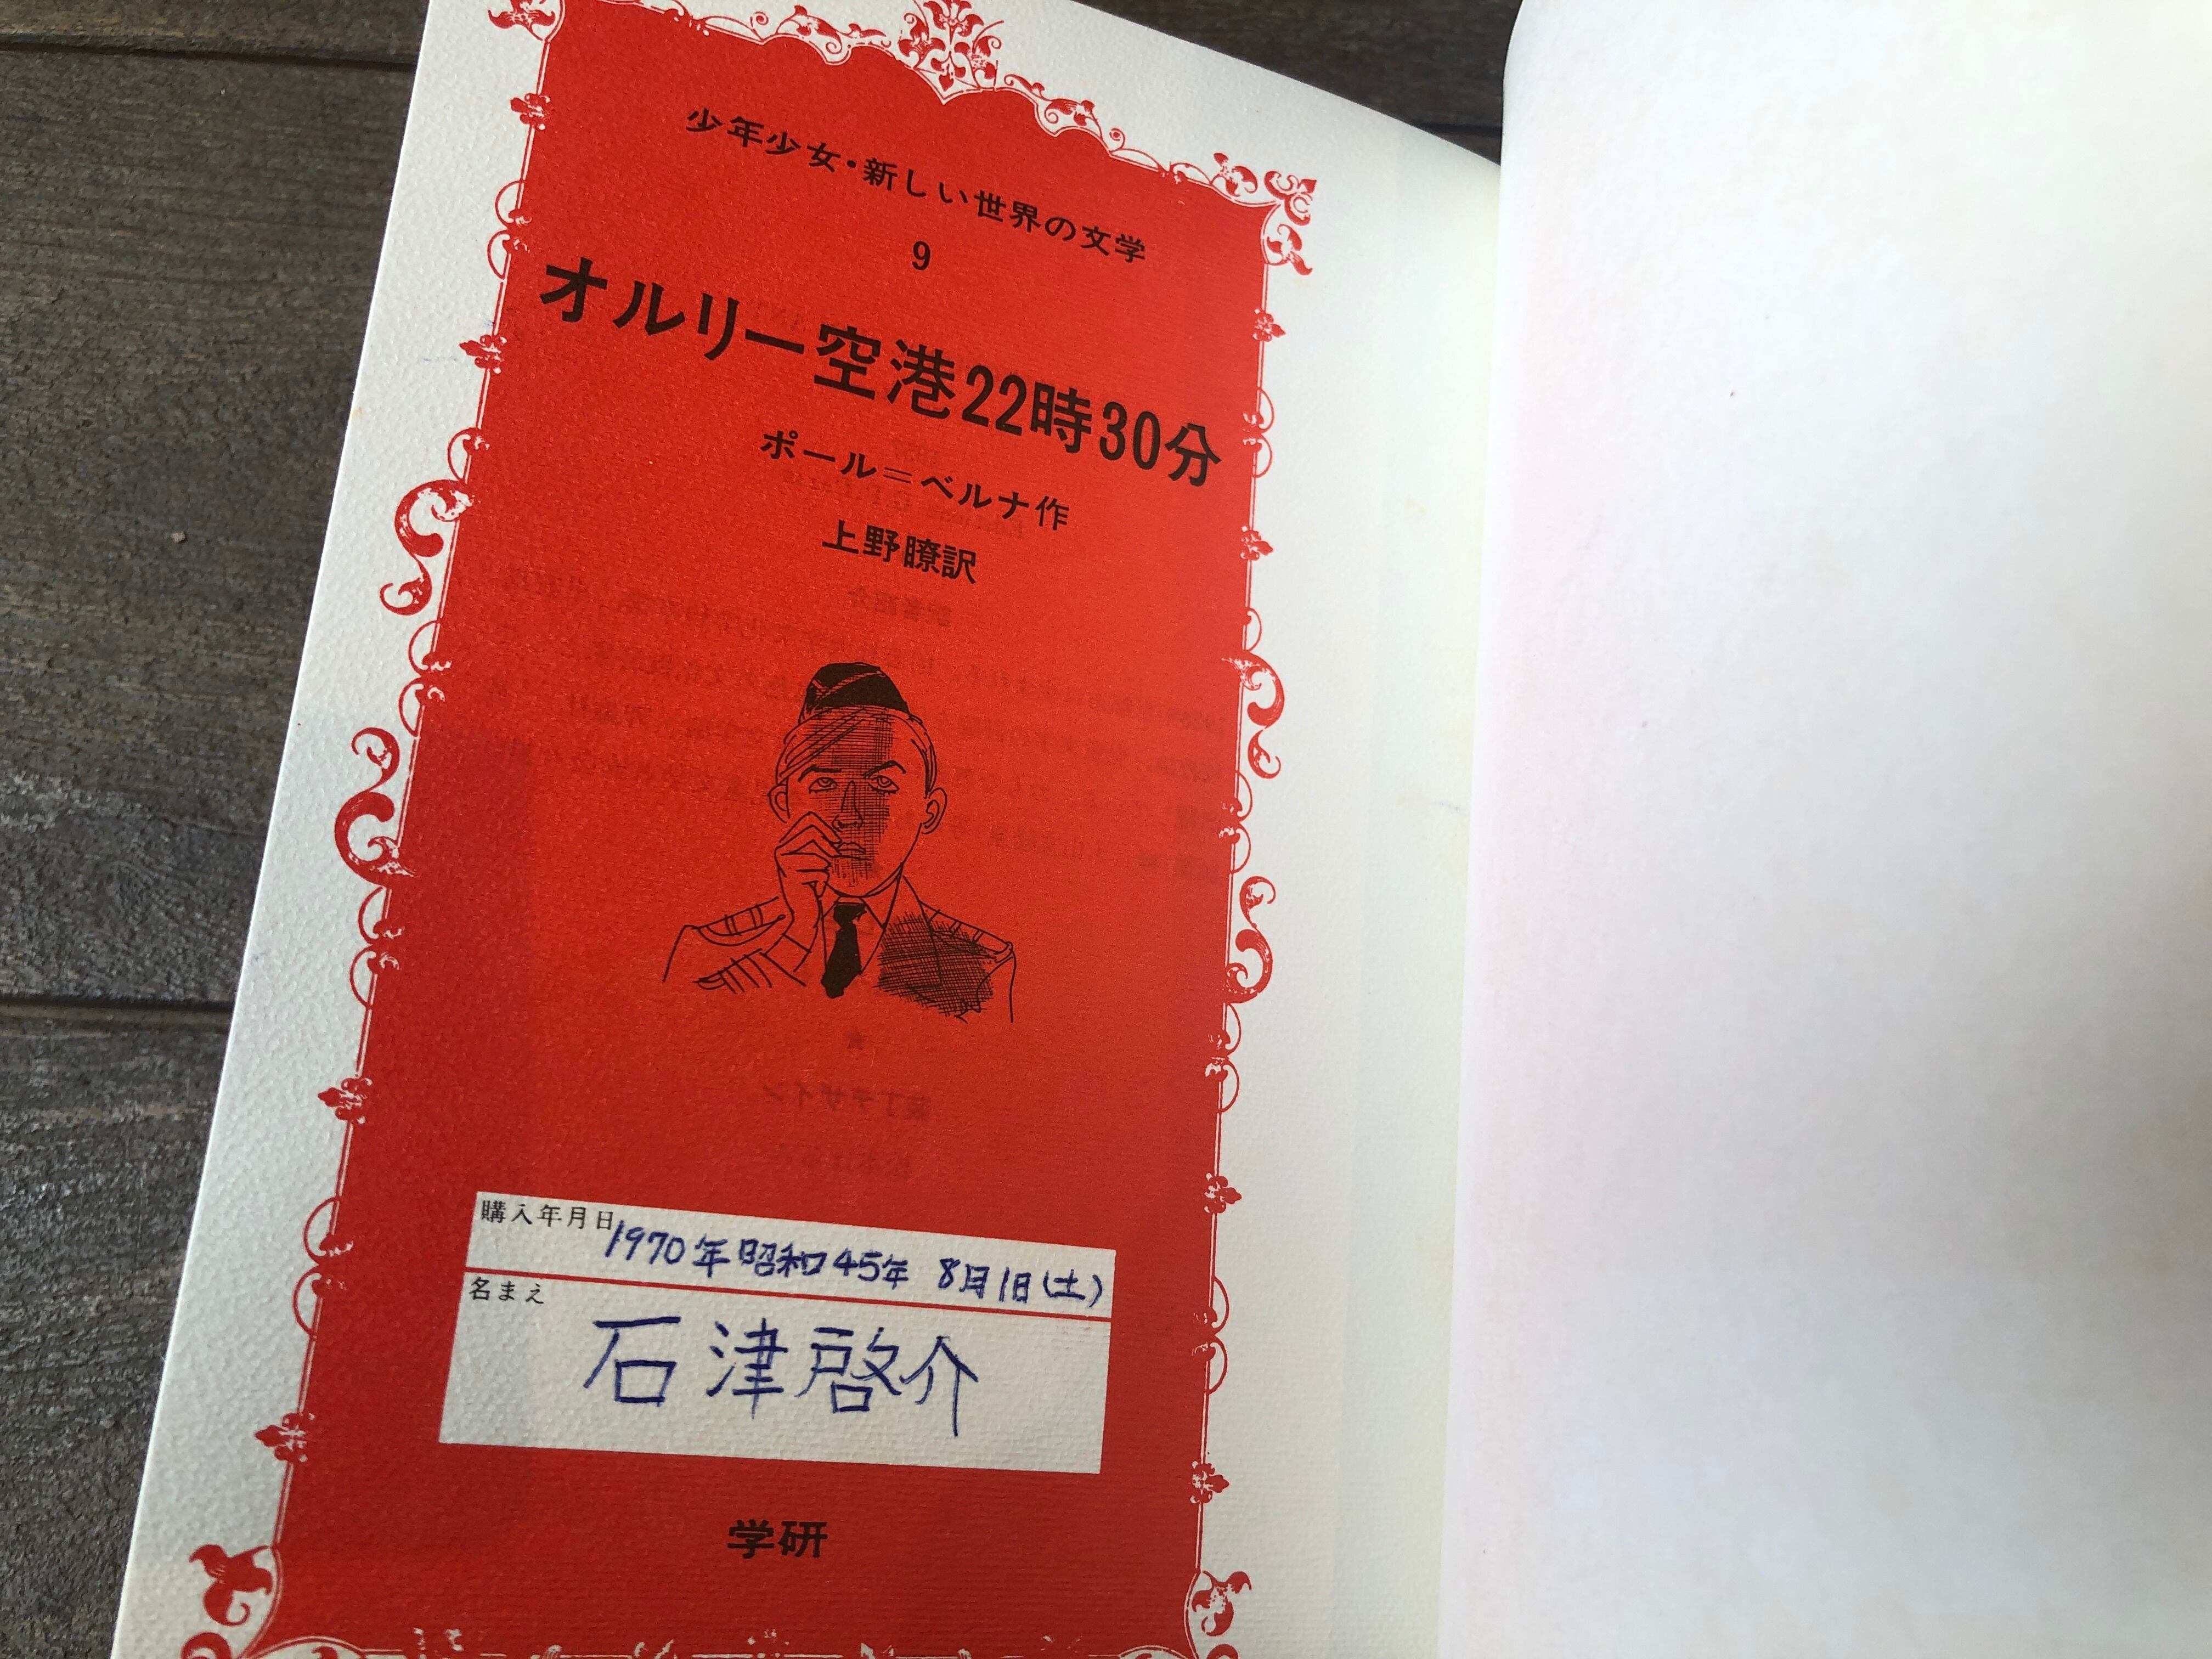 少年少女・新しい世界の文学
9
オルリー空港22時30分
ポール=ベルナ作
上野瞭訳
購入年月日 1970年昭和45年 8月1日(土)
名まえ
石津啓介
学研